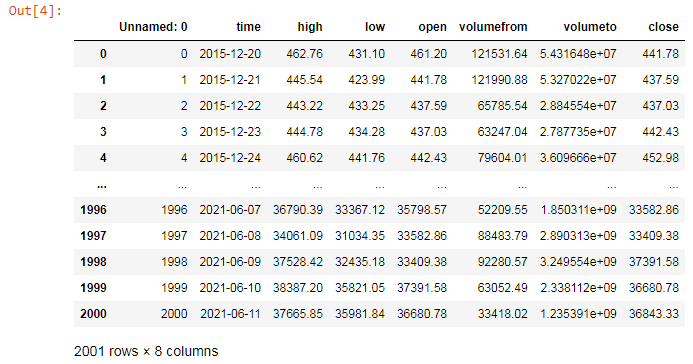 Out[4]:
Unnamed: 0 time high low open volumefrom volumeto close
0 0 2015-12-20 462.76 431.10 461.20 121531.64 5.431648e+07 441.78
1 1 2015-12-21 445.54 423.99 441.78 121990.88 5.327022e+07 437.59
2 2 2015-12-22 443.22 433.25 437.59 65785.54 2.884554e+07 437.03
3 3 2015-12-23 444.78 434.28 437.03 63247.04 2.787735e+07 442.43
4 4 2015-12-24 460.62 441.76 442.43 79604.01 3.609666e+07 452.98
... ... ... ... ... ... ... ... ...
1996 1996 2021-06-07 36790.39 33367.12 35798.57 52209.55 1.850311e+09 33582.86
1997 1997 2021-06-08 34061.09 31034.35 33582.86 88483.79 2.890313e+09 33409.38
1998 1998 2021-06-09 37528.42 32435.18 33409.38 92280.57 3.249554e+09 37391.58
1999 1999 2021-06-10 38387.20 35821.05 37391.58 63052.49 2.338112e+09 36680.78
2000 2000 2021-06-11 37665.85 35981.84 36680.78 33418.02 1.235391e+09 36843.33
2001 rows × 8 columns